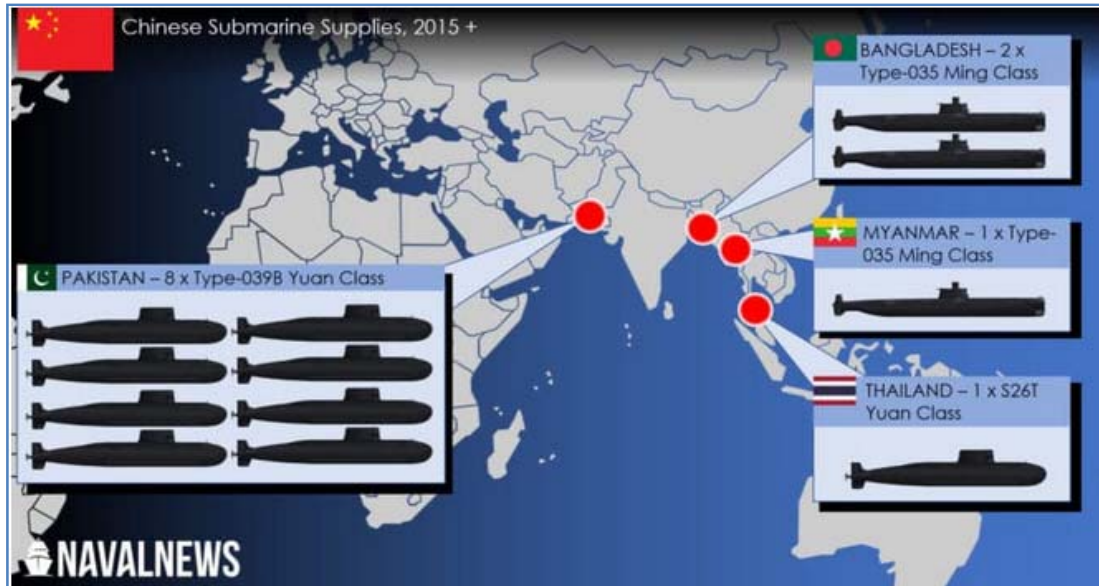 Chinese Submarine Supplies, 2015 +
BANGLADESH – 2 x
Type-035 Ming Class
MYANMAR – 1 x Type-
035 Ming Class
PAKISTAN – 8 x Type-039B Yuan Class
THAILAND – 1 x S26T
Yuan Class
NAVALNEWS